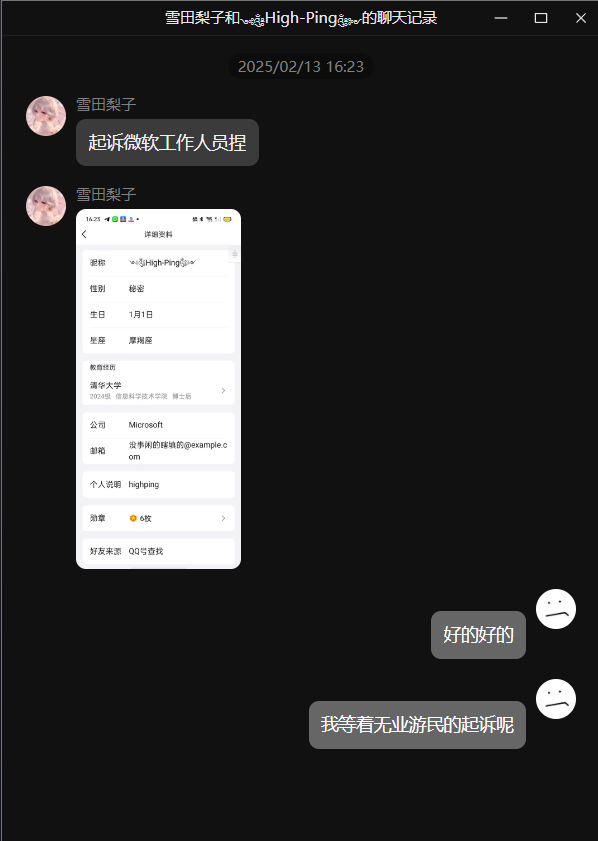 雪田梨子和༺ৡۣ͜High-Pingৡۣ͜༻的聊天记录
2025/02/13 16:23
雪田梨子
起诉微软工作人员捏
雪田梨子
16:23
详细资料
昵称 High-Ping
性别 秘密
生日 1月1日
星座 摩羯座
教育经历
清华大学
2024级 信息科学技术学院 博士后
公司 Microsoft
邮箱 没事闲的瞎填的@example.c
om
个人说明 highping
勋章 6枚
好友来源 QQ号查找
好的好的
我等着无业游民的起诉呢